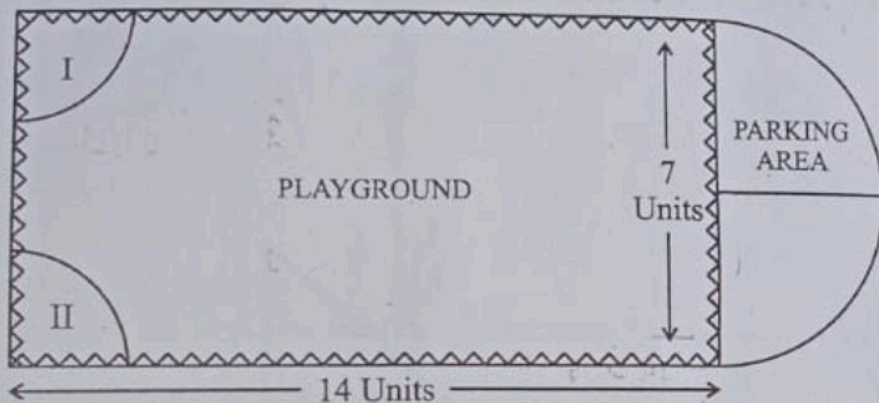 I
PARKING
AREA
PLAYGROUND
7
Units
II
14 Units